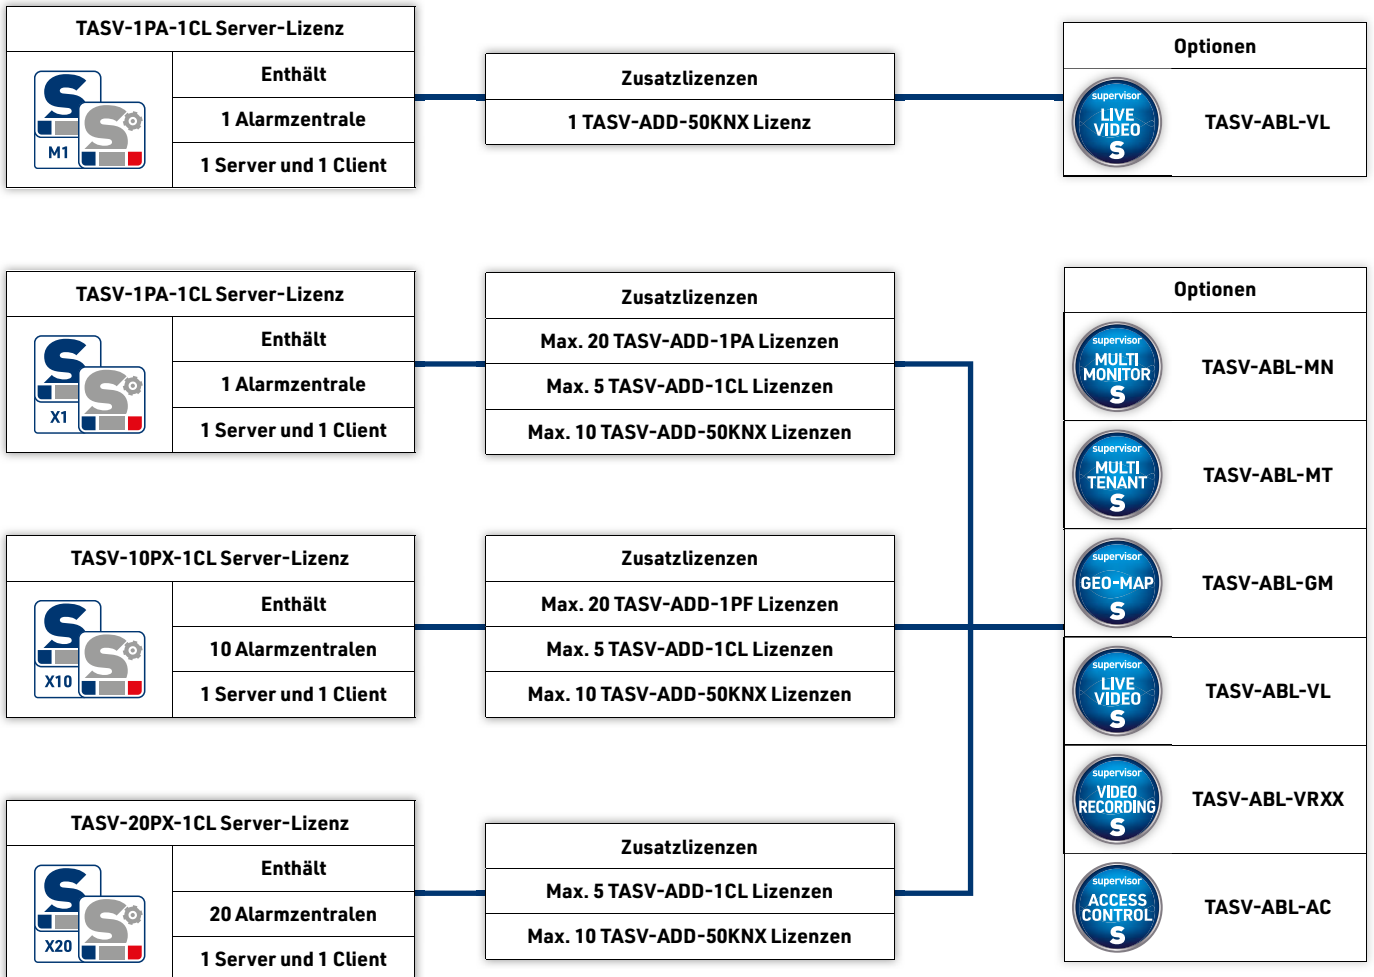 TASV-1PA-1CL Server-Lizenz
M1
Enthält
1 Alarmzentrale
1 Server und 1 Client
Zusatzlizenzen
1 TASV-ADD-50KNX Lizenz
Optionen
supervisor
LIVE
VIDEO
S
TASV-ABL-VL
TASV-1PA-1CL Server-Lizenz
X1
Enthält
1 Alarmzentrale
1 Server und 1 Client
Zusatzlizenzen
Max. 20 TASV-ADD-1PA Lizenzen
Max. 5 TASV-ADD-1CL Lizenzen
Max. 10 TASV-ADD-50KNX Lizenzen
TASV-10PX-1CL Server-Lizenz
X10
Enthält
10 Alarmzentralen
1 Server und 1 Client
Zusatzlizenzen
Max. 20 TASV-ADD-1PF Lizenzen
Max. 5 TASV-ADD-1CL Lizenzen
Max. 10 TASV-ADD-50KNX Lizenzen
TASV-20PX-1CL Server-Lizenz
X20
Enthält
20 Alarmzentralen
1 Server und 1 Client
Zusatzlizenzen
Max. 5 TASV-ADD-1CL Lizenzen
Max. 10 TASV-ADD-50KNX Lizenzen
Optionen
supervisor
MULTI
MONITOR
S
TASV-ABL-MN
supervisor
MULTI
TENANT
S
TASV-ABL-MT
supervisor
GEO-MAP
S
TASV-ABL-GM
supervisor
LIVE
VIDEO
S
TASV-ABL-VL
supervisor
VIDEO
RECORDING
S
TASV-ABL-VRXX
supervisor
ACCESS
CONTROL
S
TASV-ABL-AC